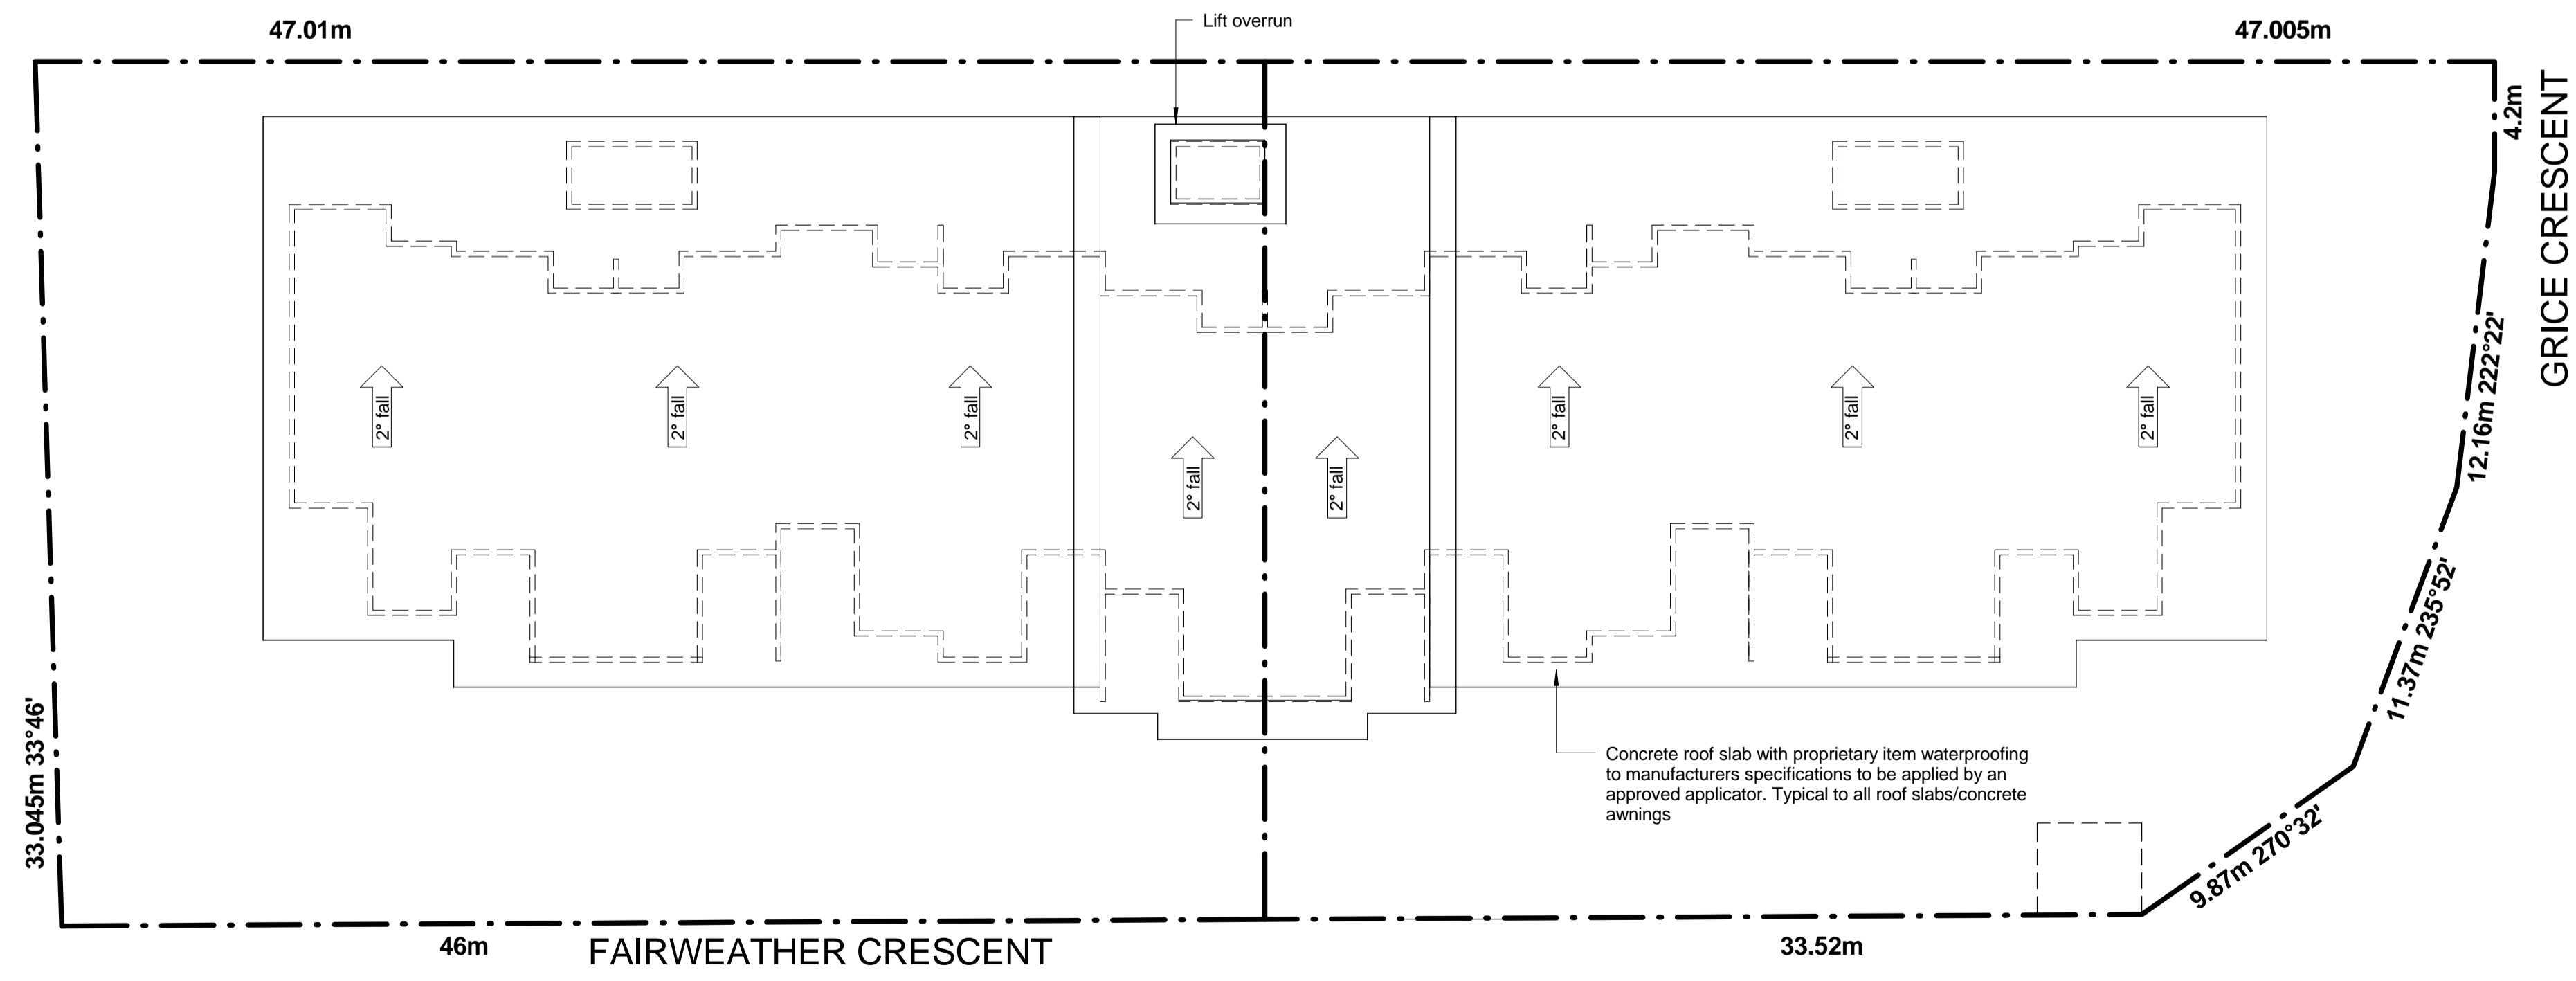 Lift overrun
47.01m
47.005m
4.2m
GRICE CRESCENT
12.16m 222°22'
2° fall
2° fall
2° fall
2° fall
2° fall
2° fall
2° fall
2° fall
11.37m 235°52'
33.045m 33°46'
Concrete roof slab with proprietary item waterproofing
to manufacturers specifications to be applied by an
approved applicator. Typical to all roof slabs/concrete
awnings
9.87m 270°32'
46m
FAIRWEATHER CRESCENT
33.52m